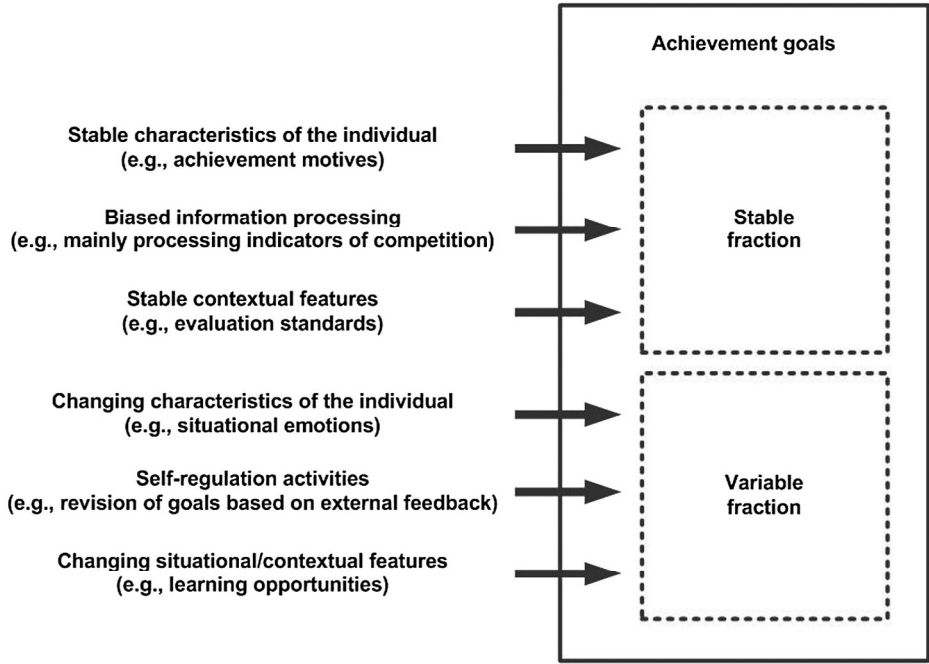 Achievement goals
Stable characteristics of the individual
(e.g., achievement motives)
Biased information processing
(e.g., mainly processing indicators of competition)
Stable contextual features
(e.g., evaluation standards)
Stable
fraction
Changing characteristics of the individual
(e.g., situational emotions)
Self-regulation activities
(e.g., revision of goals based on external feedback)
Changing situational/contextual features
(e.g., learning opportunities)
Variable
fraction